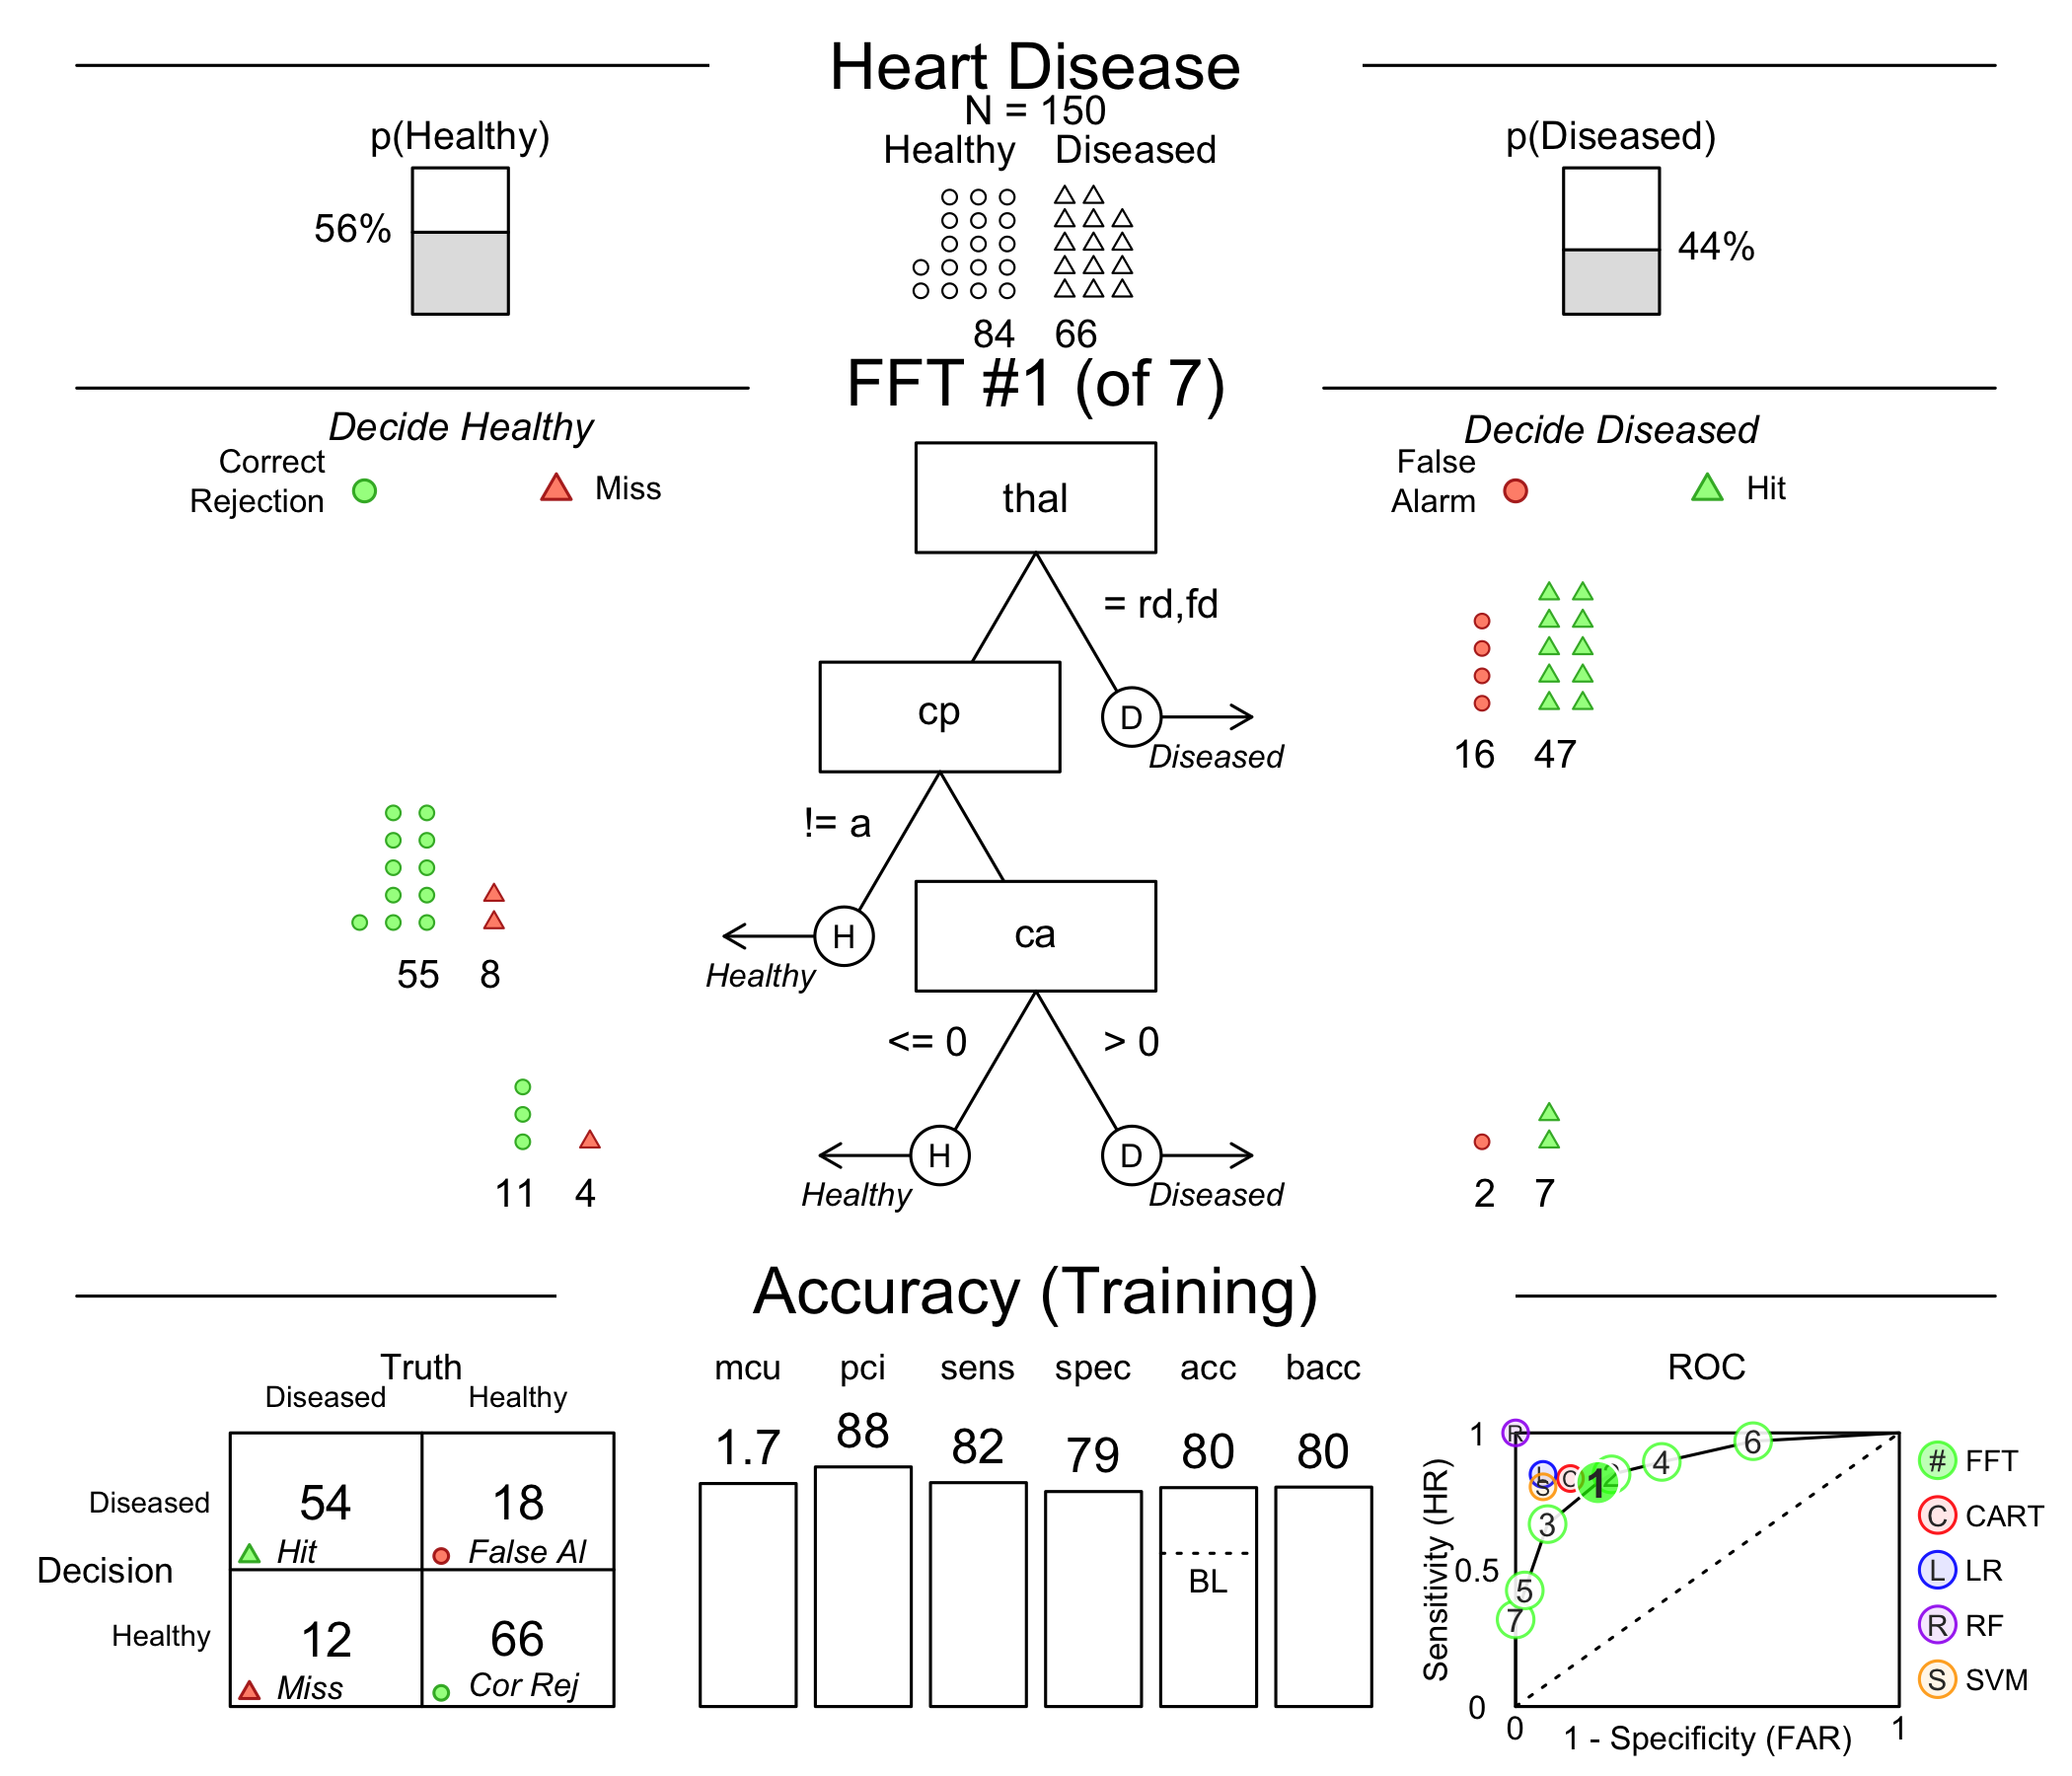 Heart Disease
N = 150
p(Healthy)
Healthy Diseased
p(Diseased)
56%
44%
84 66
FFT #1 (of 7)
Decide Healthy
Decide Diseased
Correct
Rejection
Miss
False
Alarm
Hit
thal
= rd,fd
cp
D
Diseased
16 47
!= a
H
Healthy
ca
55 8
<= 0
> 0
H
Healthy
D
Diseased
11 4
2 7
Accuracy (Training)
Truth
Diseased Healthy
Decision
Diseased
54
Hit
18
False Al
Healthy
12
Miss
66
Cor Rej
mcu pci sens spec acc bacc
1.7 88 82 79 80 80
BL
ROC
Sensitivity (HR)
1
0.5
0
0 1
1 - Specificity (FAR)
R
L
S
C
1
2
3
4
6
5
7
# FFT
C CART
L LR
R RF
S SVM